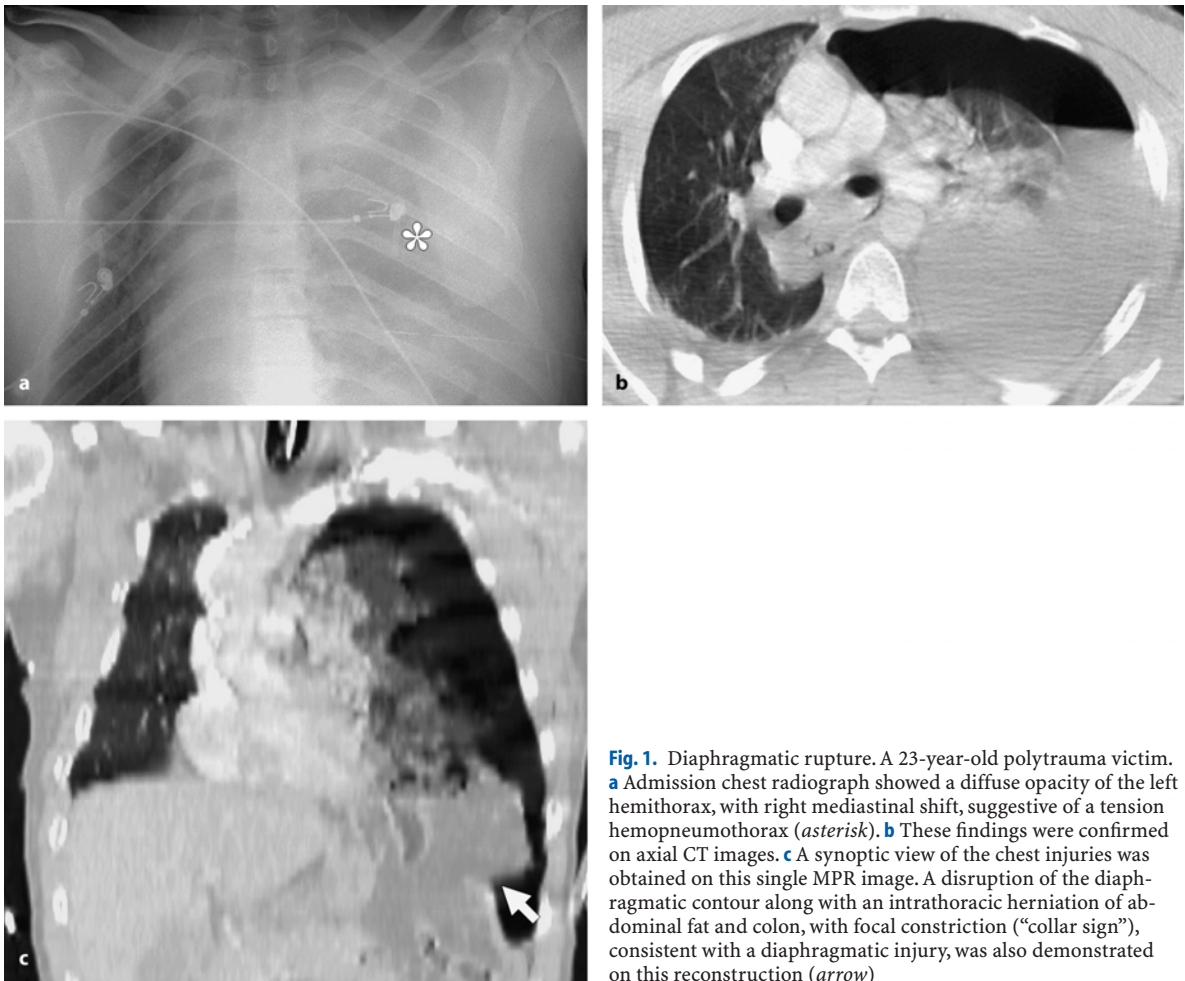 a
b
c
Fig. 1. Diaphragmatic rupture. A 23-year-old polytrauma victim.
a Admission chest radiograph showed a diffuse opacity of the left
hemithorax, with right mediastinal shift, suggestive of a tension
hemopneumothorax (asterisk). b These findings were confirmed
on axial CT images. c A synoptic view of the chest injuries was
obtained on this single MPR image. A disruption of the diaph-
ragmatic contour along with an intrathoracic herniation of ab-
dominal fat and colon, with focal constriction (“collar sign”),
consistent with a diaphragmatic injury, was also demonstrated
on this reconstruction (arrow)